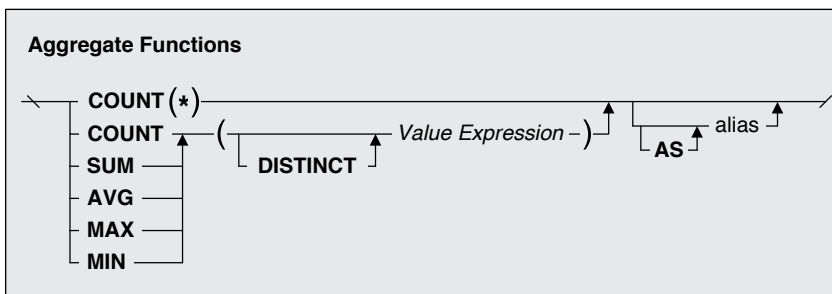 Aggregate Functions
COUNT (*)
COUNT ( DISTINCT Value Expression ) AS alias
SUM
AVG
MAX
MIN